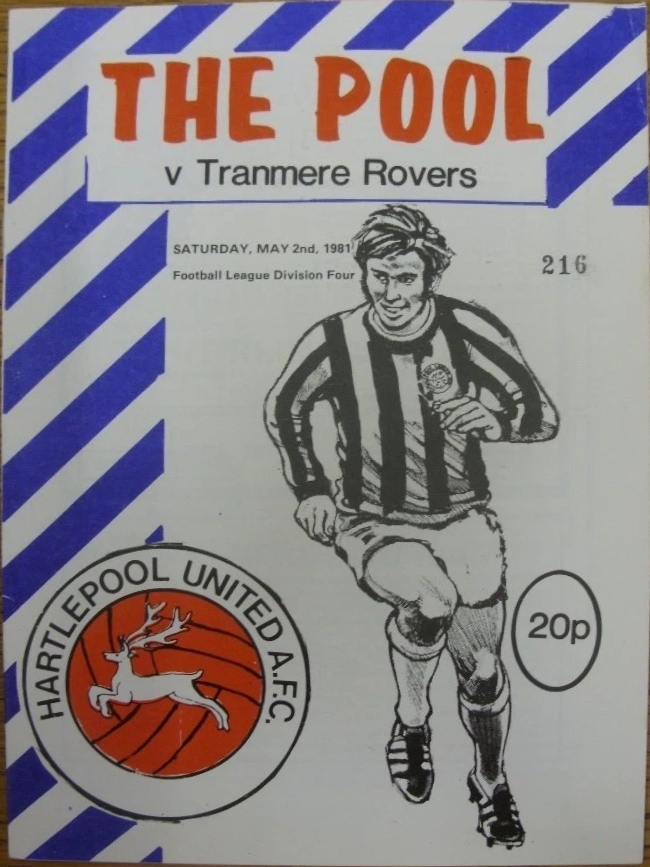 THE POOL
v Tranmere Rovers
SATURDAY, MAY 2nd, 1981
Football League Division Four
216
20p
HARTLEPOOL UNITED A.F.C.